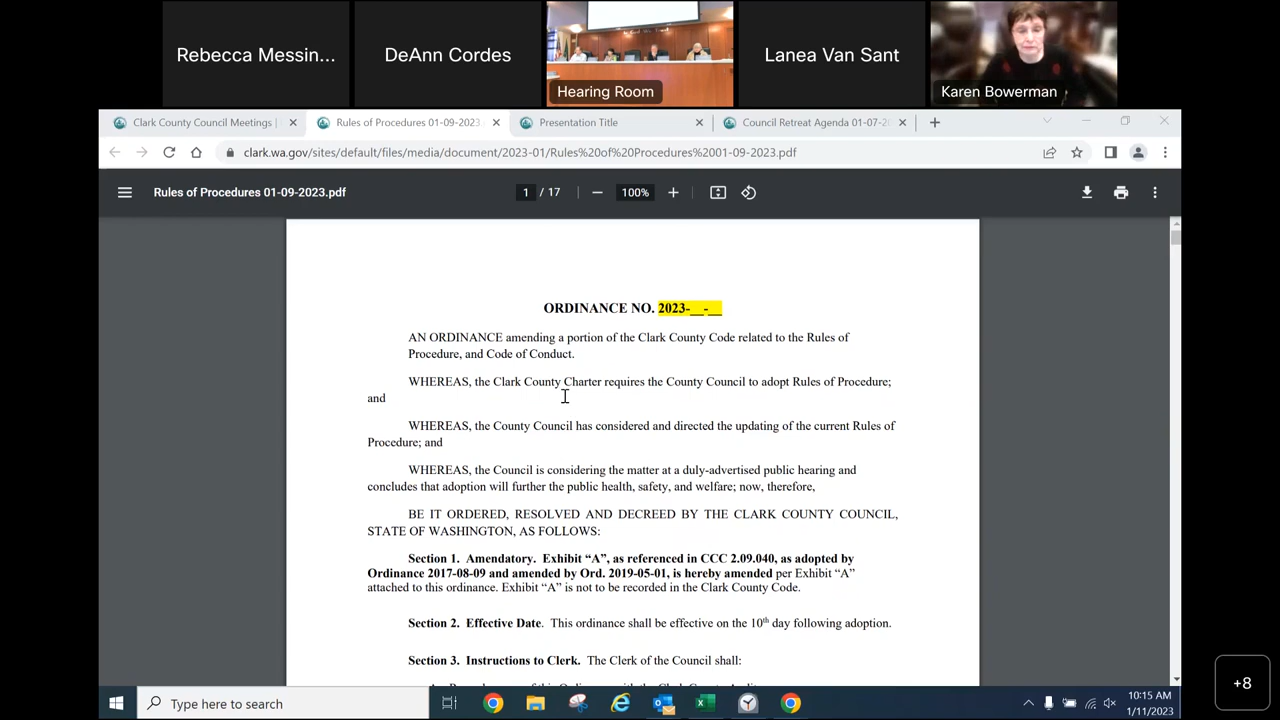 Rebecca Messin...
DeAnn Cordes
Hearing Room
Lanea Van Sant
Karen Bowerman
Clark County Council Meetings |
Rules of Procedures 01-09-2023
Presentation Title
Council Retreat Agenda 01-07-20
clark.wa.gov/sites/default/files/media/document/2023-01/Rules%20of%20Procedures%2001-09-2023.pdf
Rules of Procedures 01-09-2023.pdf
1 / 17
100%
ORDINANCE NO. 2023-__-__
AN ORDINANCE amending a portion of the Clark County Code related to the Rules of
Procedure, and Code of Conduct.
WHEREAS, the Clark County Charter requires the County Council to adopt Rules of Procedure;
and
WHEREAS, the County Council has considered and directed the updating of the current Rules of
Procedure; and
WHEREAS, the Council is considering the matter at a duly-advertised public hearing and
concludes that adoption will further the public health, safety, and welfare; now, therefore,
BE IT ORDERED, RESOLVED AND DECREED BY THE CLARK COUNTY COUNCIL,
STATE OF WASHINGTON, AS FOLLOWS:
Section 1. Amendatory. Exhibit “A”, as referenced in CCC 2.09.040, as adopted by
Ordinance 2017-08-09 and amended by Ord. 2019-05-01, is hereby amended per Exhibit “A”
attached to this ordinance. Exhibit “A” is not to be recorded in the Clark County Code.
Section 2. Effective Date. This ordinance shall be effective on the 10th day following adoption.
Section 3. Instructions to Clerk. The Clerk of the Council shall:
Type here to search
10:15 AM
1/11/2023
+8